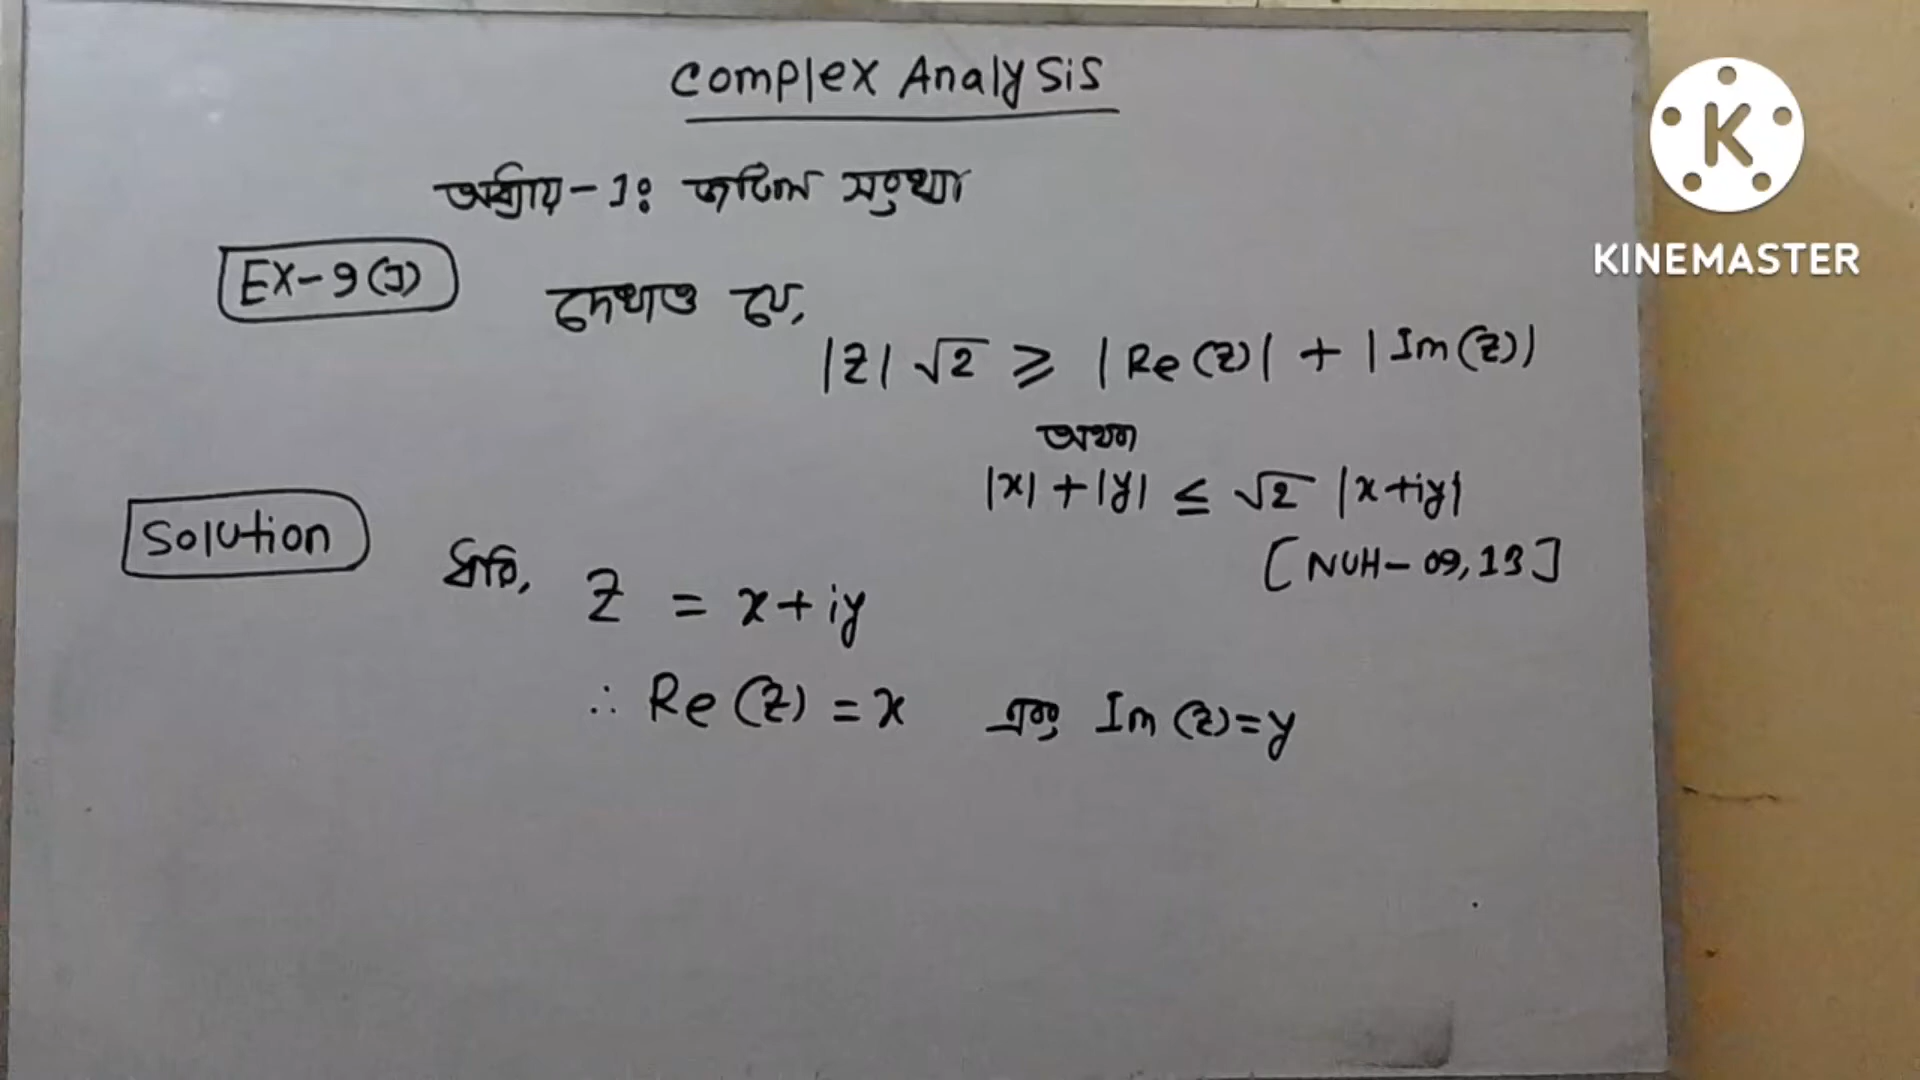 Complex Analysis
অধ্যায়-1: জটিল সংখ্যা
EX-9(1) দেখাও যে,
|Z| √2 ≥ |Re(Z)| + |Im(Z)|
অথবা
|x| + |y| ≤ √2 |x+iy|
[NUH-09,13]
Solution ধরি, Z = x+iy
∴ Re(Z) = x এবং Im(Z)=y
K
KINEMASTER